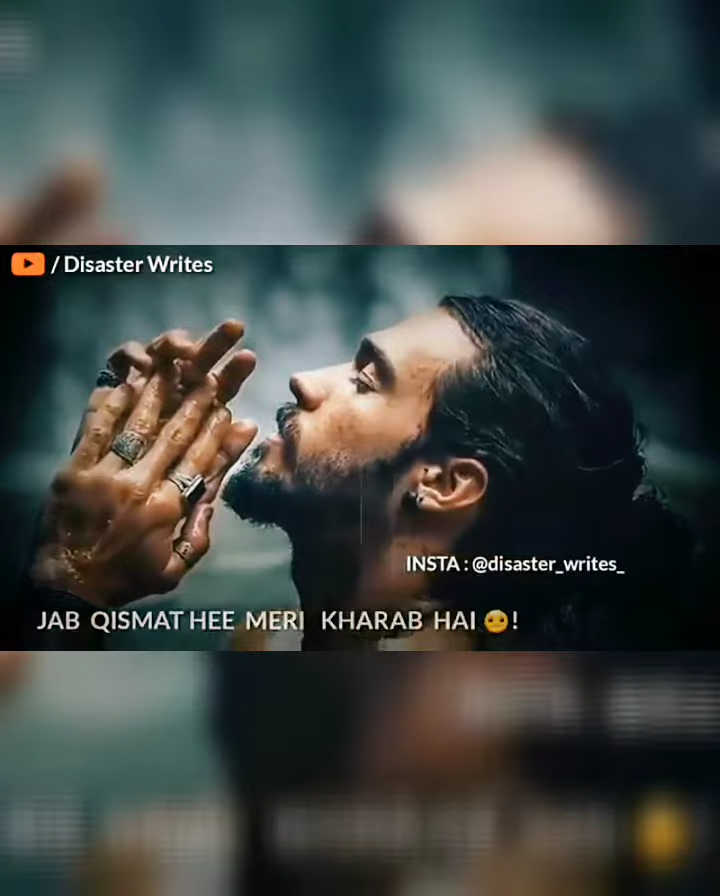 / Disaster Writes
INSTA : @disaster_writes_
JAB QISMAT HEE MERI KHARAB HAI 😳!